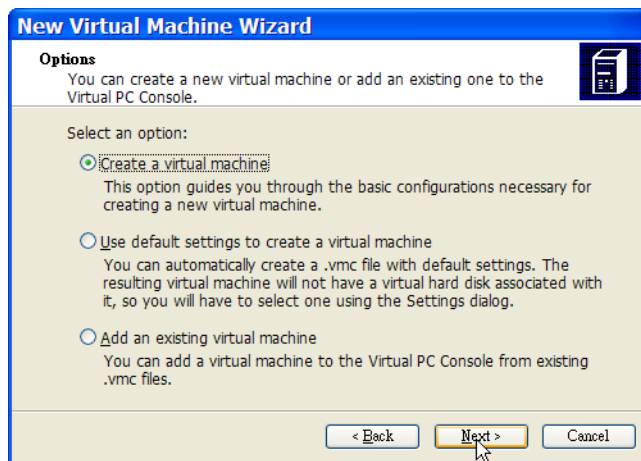 New Virtual Machine Wizard
Options
You can create a new virtual machine or add an existing one to the
Virtual PC Console.
Select an option:
Create a virtual machine
This option guides you through the basic configurations necessary for
creating a new virtual machine.
Use default settings to create a virtual machine
You can automatically create a .vmc file with default settings. The
resulting virtual machine will not have a virtual hard disk associated with
it, so you will have to select one using the Settings dialog.
Add an existing virtual machine
You can add a virtual machine to the Virtual PC Console from existing
.vmc files.
< Back Next > Cancel